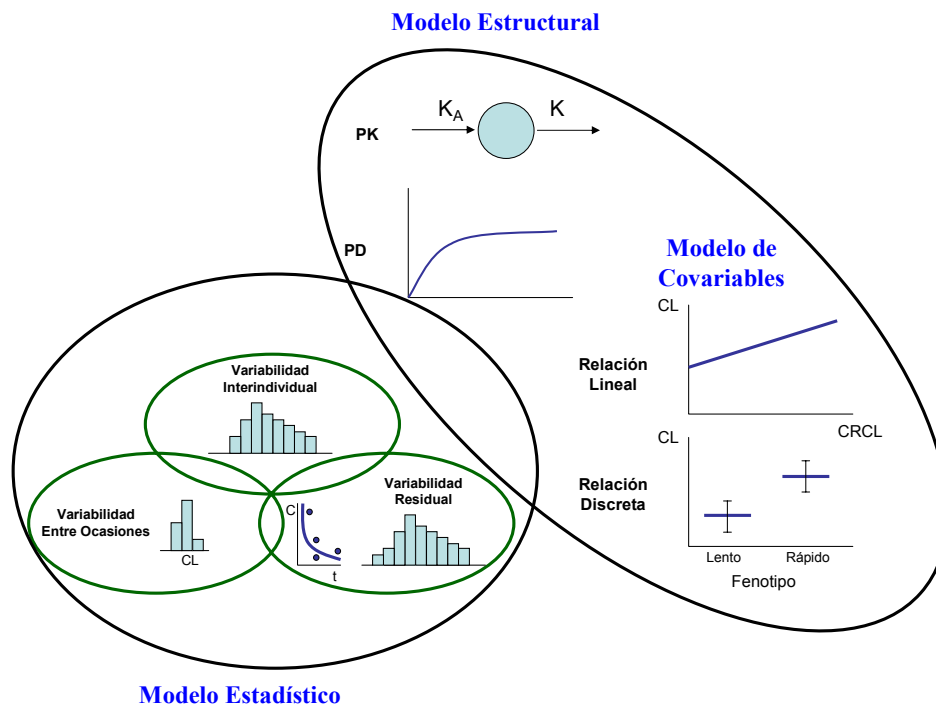 Modelo Estructural
PK
K_A
K
PD
Modelo de
Covariables
CL
Relación
Lineal
CRCL
CL
Relación
Discreta
Lento
Rápido
Fenotipo
Variabilidad
Interindividual
Variabilidad
Entre Ocasiones
CL
Variabilidad
Residual
C
t
Modelo Estadístico